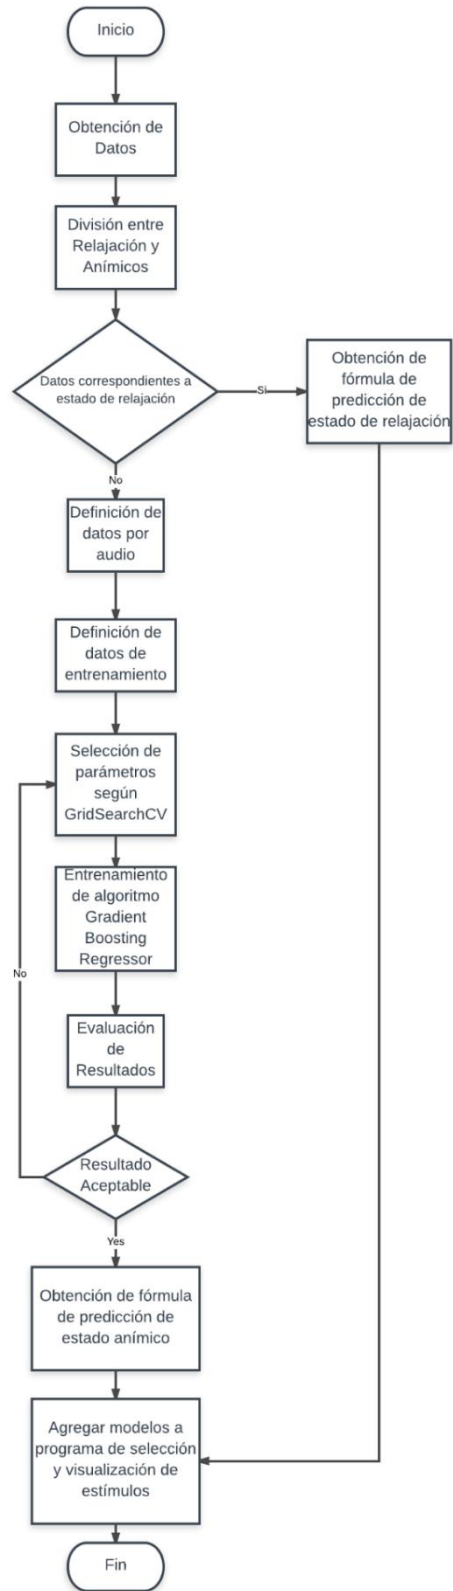 Inicio
Obtención de
Datos
División entre
Relajación y
Anímicos
Datos correspondientes a
estado de relajación
Si
Obtención de
fórmula de
predicción de
estado de relajación
No
Definición de
datos por
audio
Definición de
datos de
entrenamiento
Selección de
parámetros
según
GridSearchCV
Entrenamiento
de algoritmo
Gradient
Boosting
Regressor
No
Evaluación
de
Resultados
Resultado
Aceptable
Yes
Obtención de fórmula
de predicción de
estado anímico
Agregar modelos a
programa de selección
y visualización de
estímulos
Fin